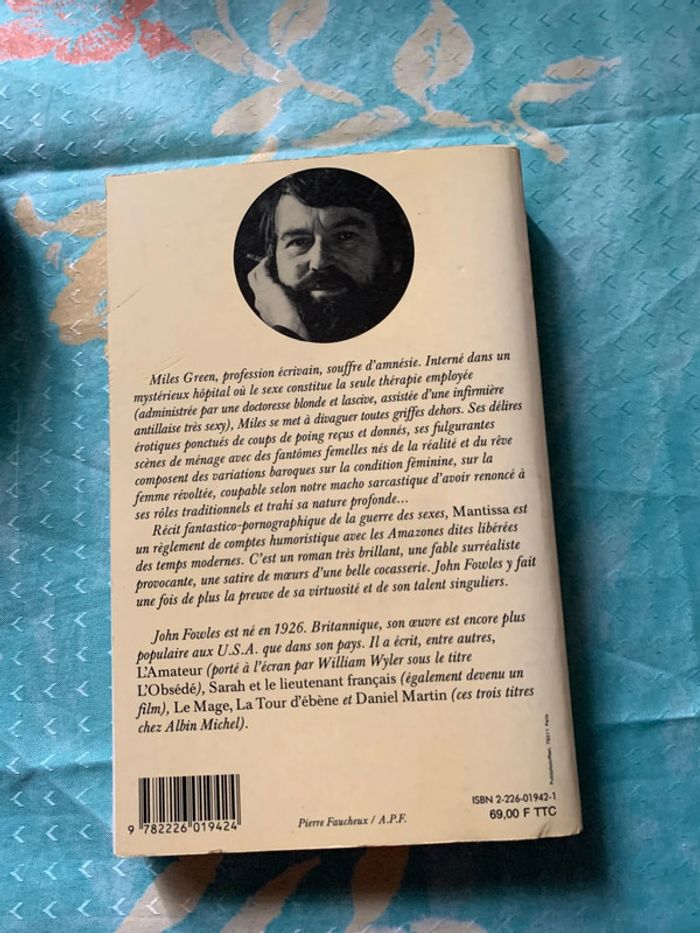 Miles Green, profession écrivain, souffre d'amnésie. Interné dans un
mystérieux hôpital où le sexe constitue la seule thérapie employée
(administrée par une doctoresse blonde et lascive, assistée d'une infirmière
antillaise très sexy), Miles se met à divaguer toutes griffes dehors. Ses délires
érotiques ponctués de coups de poing reçus et donnés, ses fulgurantes
scènes de ménage avec des fantômes femelles nés de la réalité et du rêve
composent des variations baroques sur la condition féminine, sur la
femme révoltée, coupable selon notre macho sarcastique d'avoir renoncé à
ses rôles traditionnels et trahi sa nature profonde...
Récit fantastico-pornographique de la guerre des sexes, Mantissa est
un règlement de comptes humoristique avec les Amazones dites libérées
des temps modernes. C'est un roman très brillant, une fable surréaliste
provocante, une satire de mœurs d'une belle cocasserie. John Fowles y fait
une fois de plus la preuve de sa virtuosité et de son talent singuliers.
John Fowles est né en 1926. Britannique, son œuvre est encore plus
populaire aux U.S.A. que dans son pays. Il a écrit, entre autres,
L'Amateur (porté à l'écran par William Wyler sous le titre
L'Obsédé), Sarah et le lieutenant français (également devenu un
film), Le Mage, La Tour d'ébène et Daniel Martin (ces trois titres
chez Albin Michel).
9 782226 019424
Pierre Faucheux / A.P.F.
ISBN 2-226-01942-1
69,00 F TTC
75011 Paris